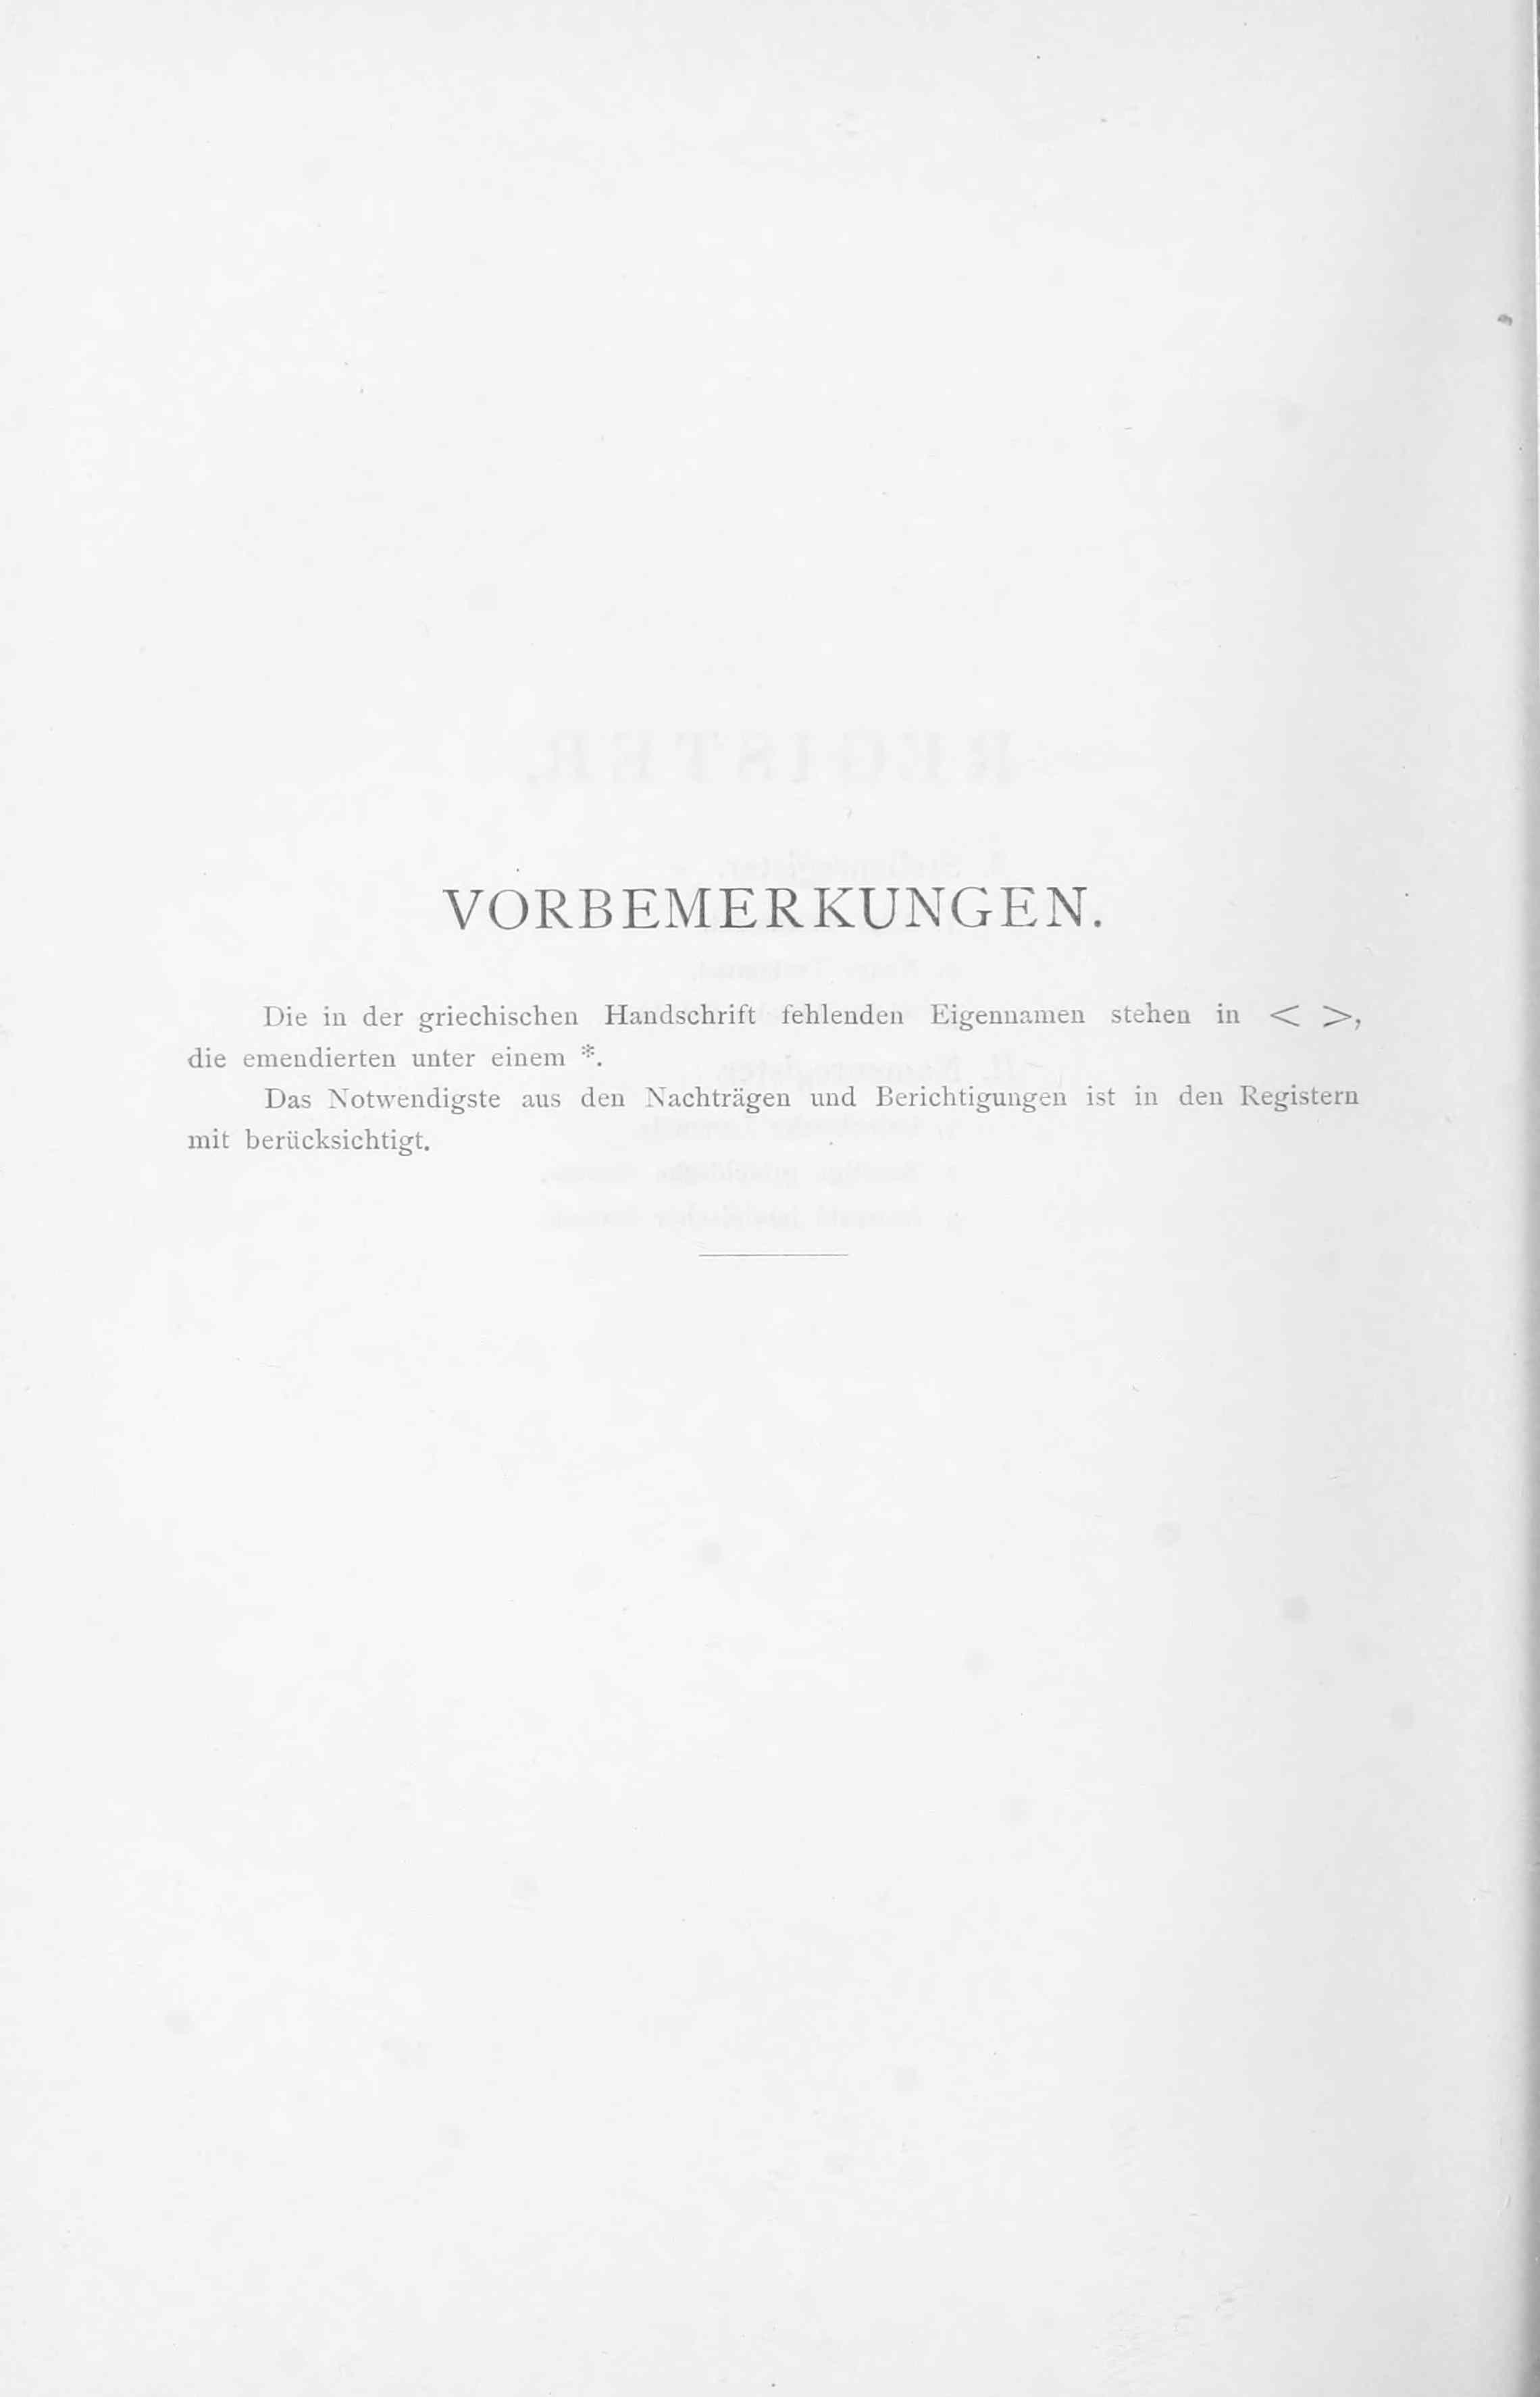 VORBEMERKUNGEN.
Die in der griechischen Handschrift fehlenden Eigennamen stehen in < >,
die emendierten unter einem *.
Das Notwendigste aus den Nachträgen und Berichtigungen ist in den Registern
mit berücksichtigt.